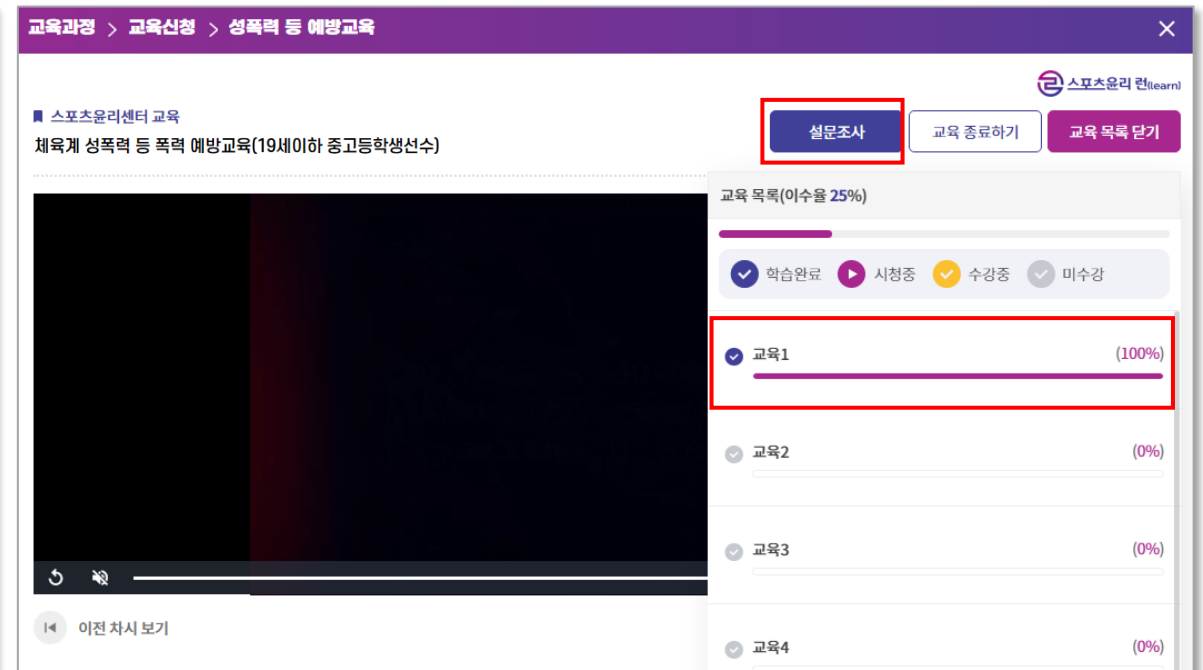 교육과정 > 교육신청 > 성폭력 등 예방교육
스포츠윤리 런(learn)
스포츠윤리센터 교육
체육계 성폭력 등 폭력 예방교육(19세이하 중고등학생선수)
설문조사
교육 종료하기
교육 목록 닫기
교육 목록(이수율 25%)
학습완료 시청중 수강중 미수강
교육1 (100%)
교육2 (0%)
교육3 (0%)
교육4 (0%)
이전 차시 보기